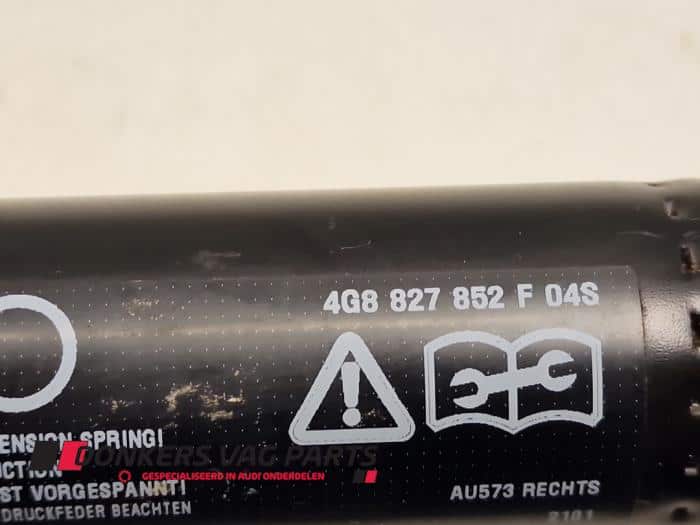 4G8 827 852 F 04S
ENSION SPRING!
UCTION
ST VORGESPANNT!
DRUCKFEDER BEACHTEN
AU573 RECHTS
DONKERS VAG PARTS
GESPECIALISEERD IN AUDI ONDERDELEN